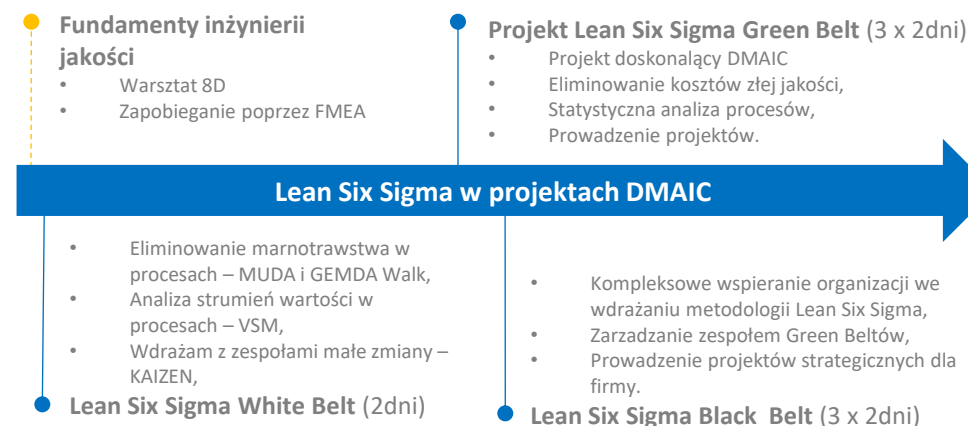 Fundamenty inżynierii
jakości
• Warsztat 8D
• Zapobieganie poprzez FMEA
Projekt Lean Six Sigma Green Belt (3 x 2dni)
• Projekt doskonalący DMAIC
• Eliminowanie kosztów złej jakości,
• Statystyczna analiza procesów,
• Prowadzenie projektów.
Lean Six Sigma w projektach DMAIC
• Eliminowanie marnotrawstwa w
procesach – MUDA i GEMDA Walk,
• Analiza strumień wartości w
procesach – VSM,
• Wdrażam z zespołami małe zmiany –
KAIZEN,
Lean Six Sigma White Belt (2dni)
• Kompleksowe wspieranie organizacji we
wdrażaniu metodologii Lean Six Sigma,
• Zarzadzanie zespołem Green Beltów,
• Prowadzenie projektów strategicznych dla
firmy.
Lean Six Sigma Black Belt (3 x 2dni)